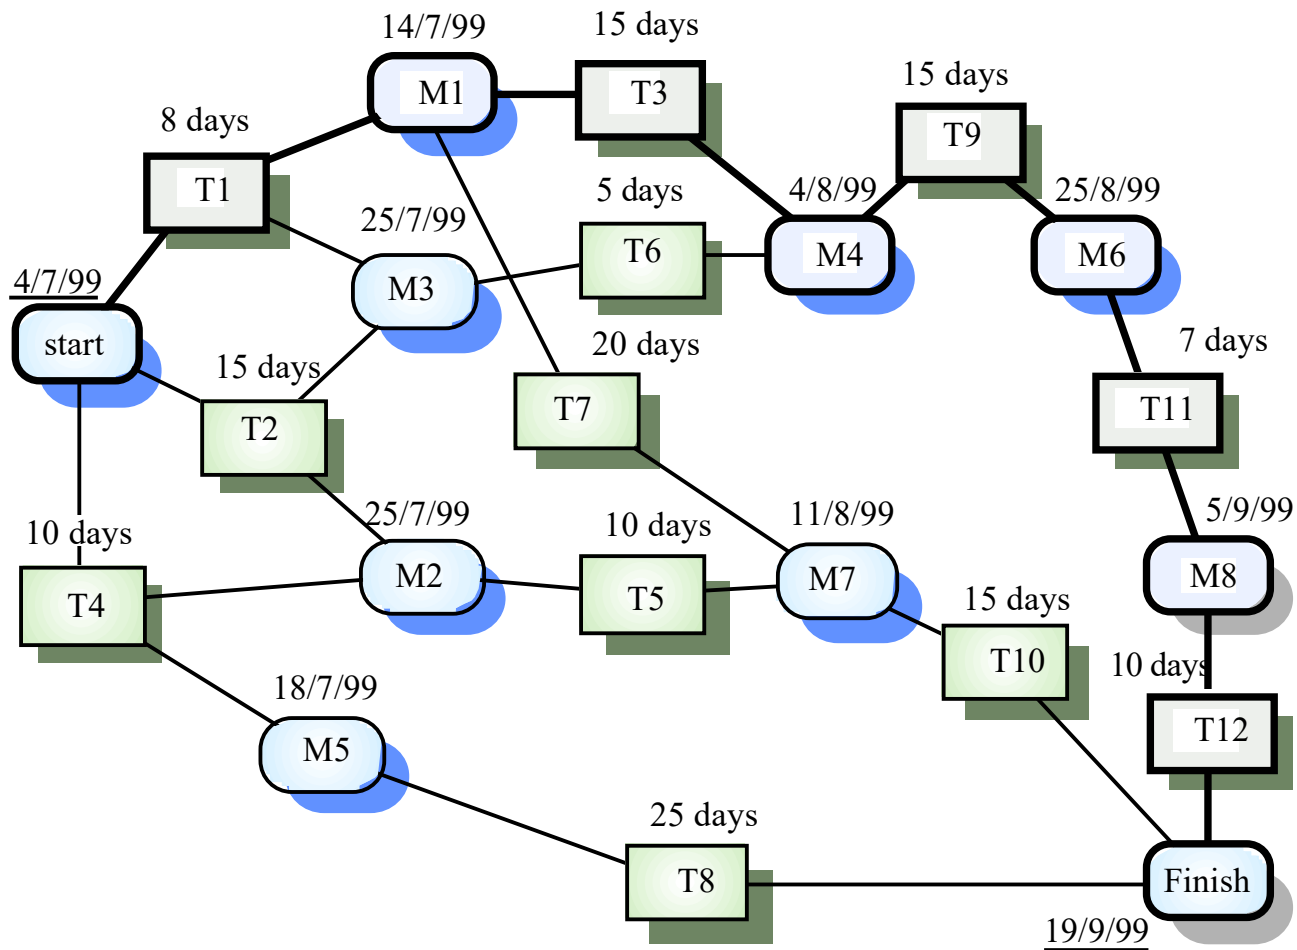 14/7/99
15 days
M1
T3
15 days
T9
8 days
T1
5 days
4/8/99
25/8/99
25/7/99
T6
M4
M6
4/7/99
M3
start
15 days
20 days
7 days
T2
T7
T11
25/7/99
10 days
11/8/99
5/9/99
10 days
M2
T5
M7
M8
T4
15 days
T10
10 days
18/7/99
M5
T12
25 days
T8
Finish
19/9/99